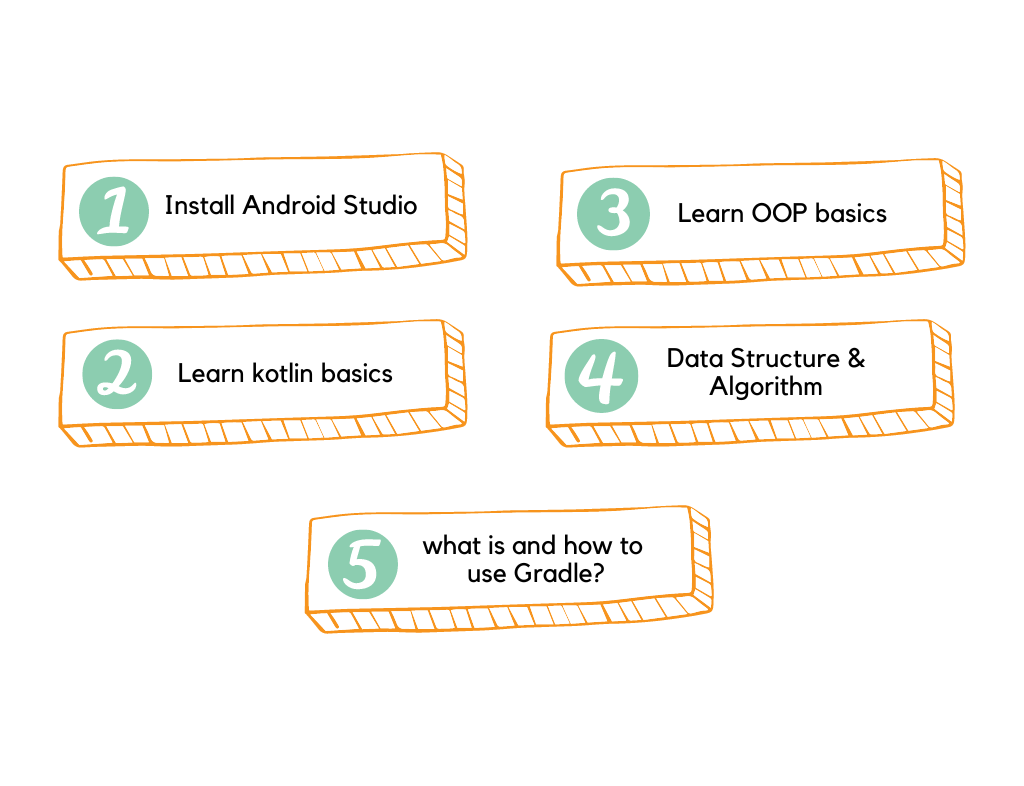 1
Install Android Studio
2
Learn kotlin basics
3
Learn OOP basics
4
Data Structure &
Algorithm
5
what is and how to
use Gradle?